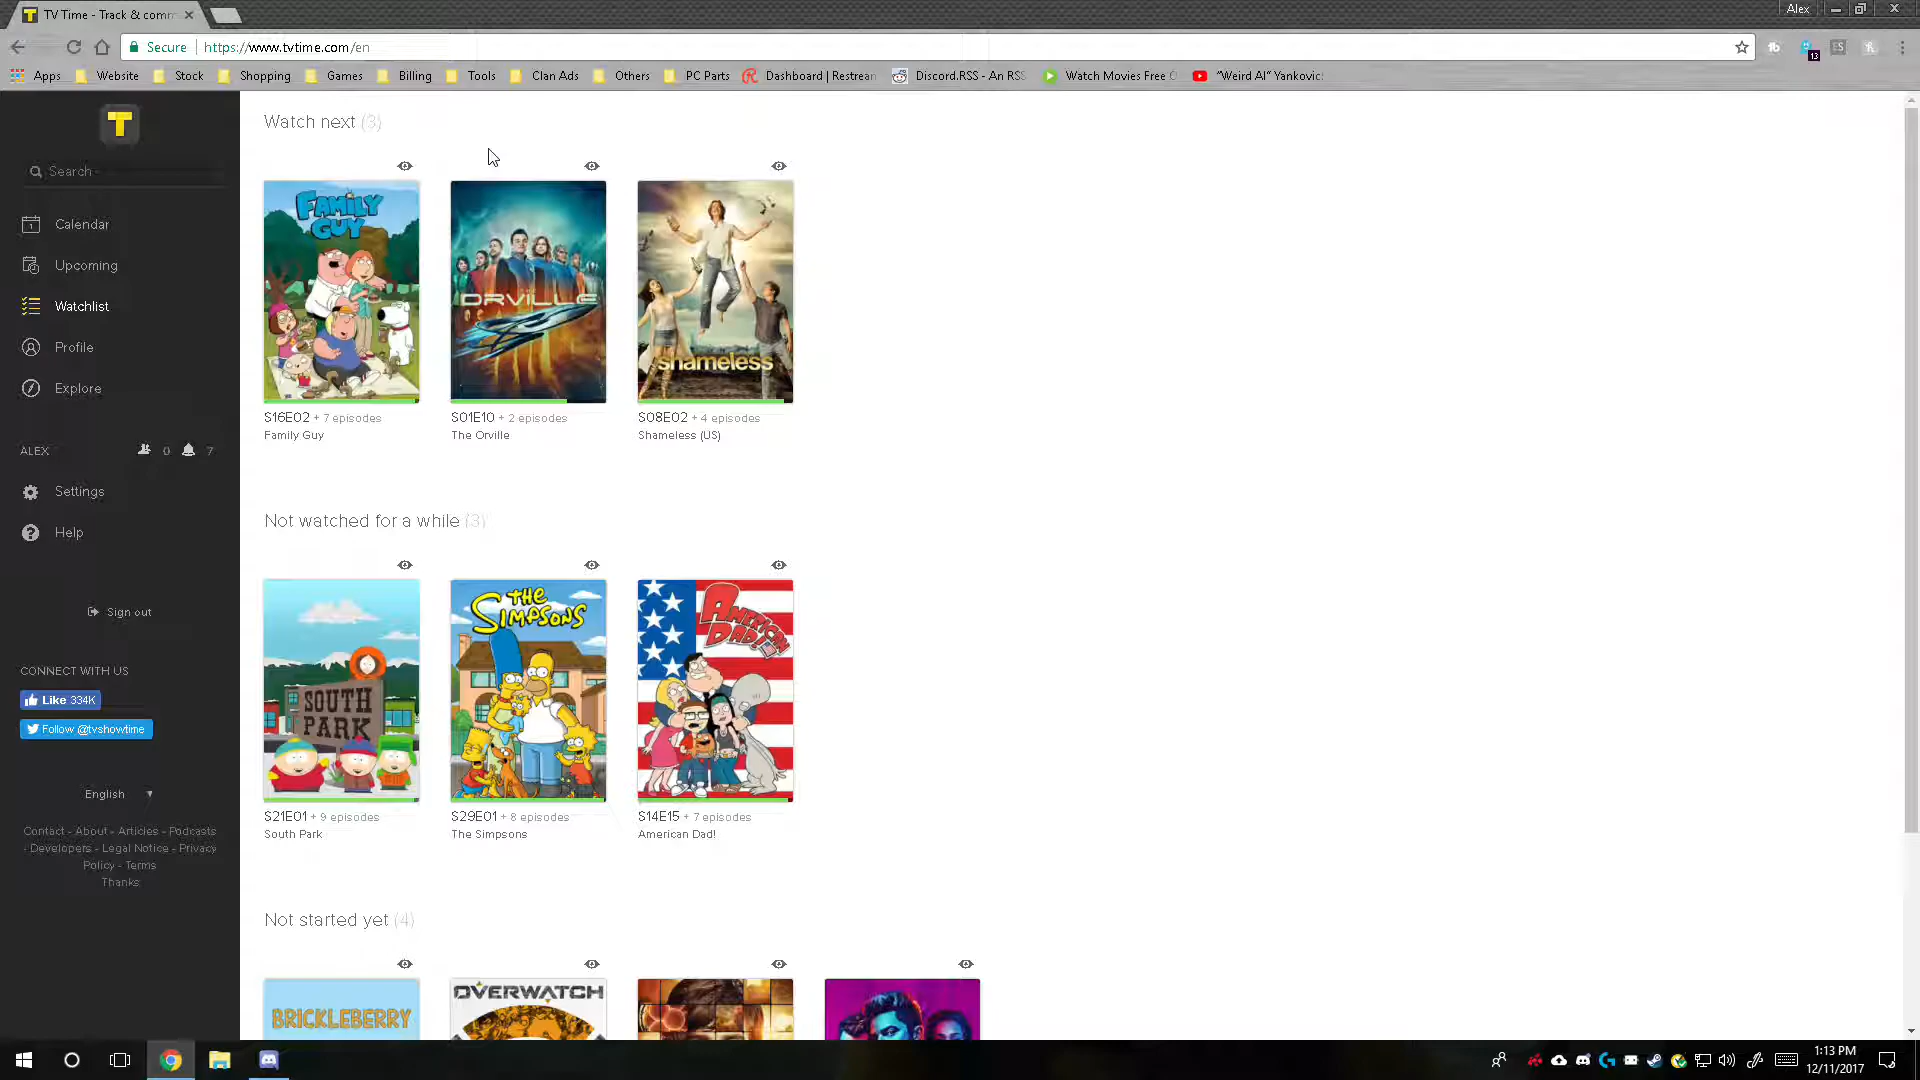 TV Time - Track & comm
Alex
Secure https://www.tvtime.com/en
13
ES
Apps Website Stock Shopping Games Billing Tools Clan Ads Others PC Parts Dashboard | Restrean Discord.RSS - An RSS Watch Movies Free "Weird Al" Yankovic:
T
Search
Calendar
Upcoming
Watchlist
Profile
Explore
ALEX 0 7
Settings
Help
Sign out
CONNECT WITH US
Like 334K
Follow @tvshowtime
English
Contact - About - Articles - Podcasts
- Developers - Legal Notice - Privacy
Policy - Terms
Thanks
Watch next (3)
FAMILY GUY
ORVILLE
shameless
S16E02 + 7 episodes
Family Guy
S01E10 + 2 episodes
The Orville
S08E02 + 4 episodes
Shameless (US)
Not watched for a while (3)
SOUTH PARK
THE SIMPSONS
AMERICAN DAD!
S21E01 + 9 episodes
South Park
S29E01 + 8 episodes
The Simpsons
S14E15 + 7 episodes
American Dad!
Not started yet (4)
BRICKLEBERRY
OVERWATCH
1:13 PM
12/11/2017